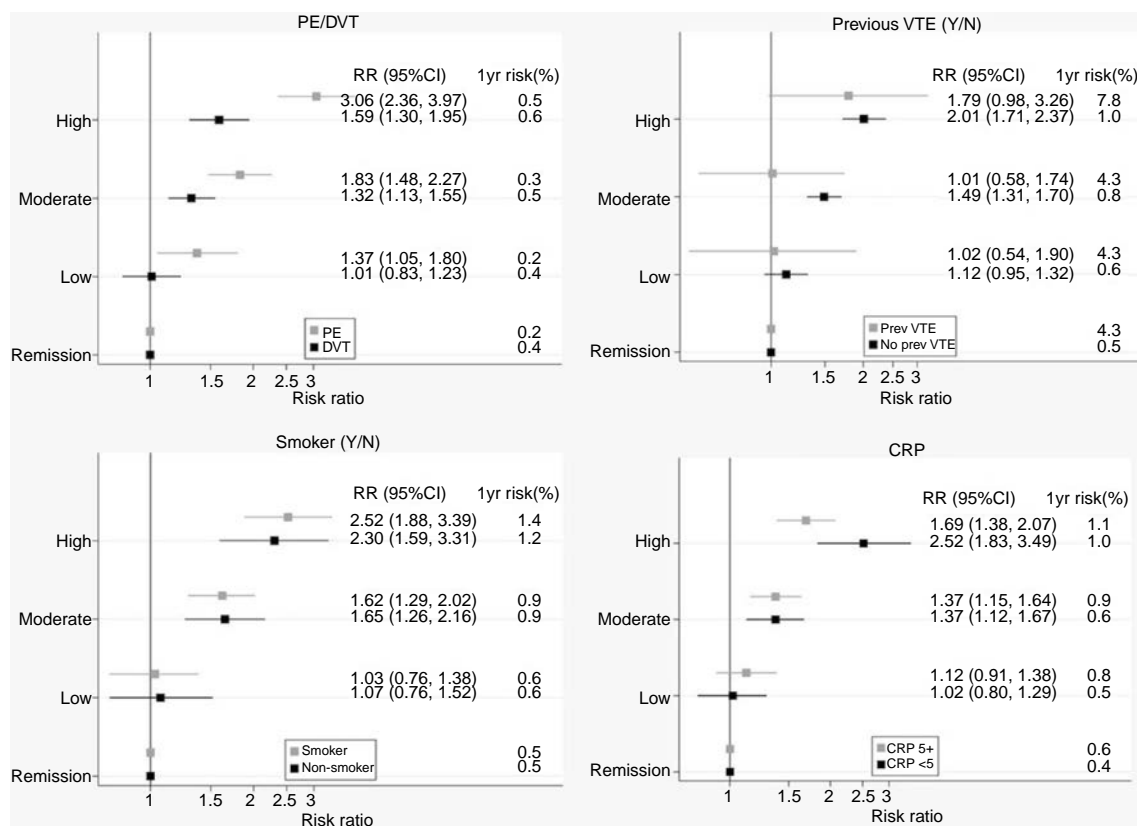 PE/DVT
RR (95%CI) 1yr risk(%)
3.06 (2.36, 3.97) 0.5
High 1.59 (1.30, 1.95) 0.6
1.83 (1.48, 2.27) 0.3
Moderate 1.32 (1.13, 1.55) 0.5
1.37 (1.05, 1.80) 0.2
Low 1.01 (0.83, 1.23) 0.4
PE 0.2
DVT 0.4
Remission
1 1.5 2 2.5 3
Risk ratio
Previous VTE (Y/N)
RR (95%CI) 1yr risk(%)
1.79 (0.98, 3.26) 7.8
High 2.01 (1.71, 2.37) 1.0
1.01 (0.58, 1.74) 4.3
Moderate 1.49 (1.31, 1.70) 0.8
1.02 (0.54, 1.90) 4.3
Low 1.12 (0.95, 1.32) 0.6
Prev VTE 4.3
No prev VTE 0.5
Remission
1 1.5 2 2.5 3
Risk ratio
Smoker (Y/N)
RR (95%CI) 1yr risk(%)
2.52 (1.88, 3.39) 1.4
High 2.30 (1.59, 3.31) 1.2
1.62 (1.29, 2.02) 0.9
Moderate 1.65 (1.26, 2.16) 0.9
1.03 (0.76, 1.38) 0.6
Low 1.07 (0.76, 1.52) 0.6
Smoker 0.5
Non-smoker 0.5
Remission
1 1.5 2 2.5 3
Risk ratio
CRP
RR (95%CI) 1yr risk(%)
1.69 (1.38, 2.07) 1.1
High 2.52 (1.83, 3.49) 1.0
1.37 (1.15, 1.64) 0.9
Moderate 1.37 (1.12, 1.67) 0.6
1.12 (0.91, 1.38) 0.8
Low 1.02 (0.80, 1.29) 0.5
CRP 5+ 0.6
CRP <5 0.4
Remission
1 1.5 2 2.5 3
Risk ratio